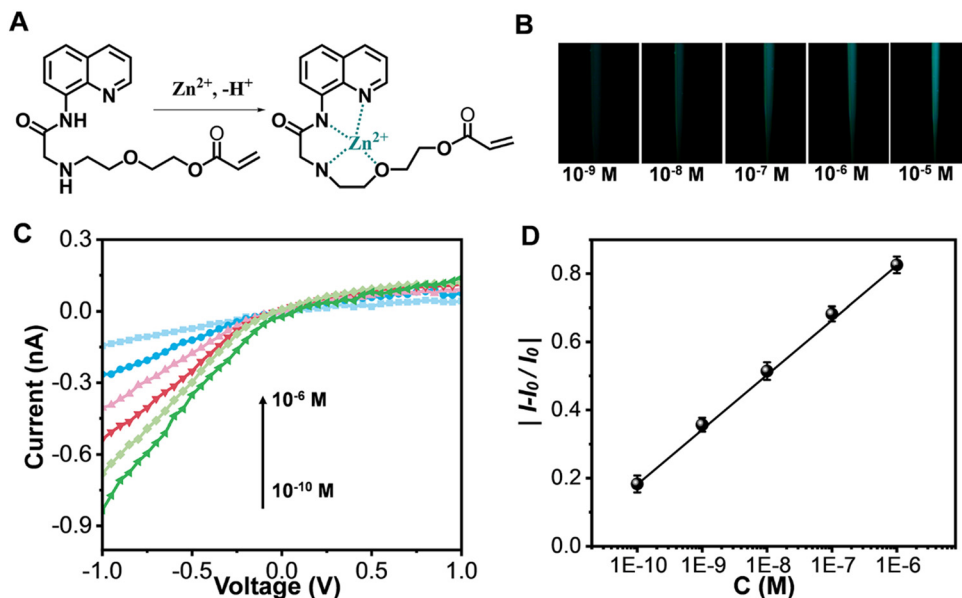 A
N
NH
O
N
H
O
O
O
Zn2+, -H+
N
N
O
Zn2+
N
O
O
O
B
10-9 M
10-8 M
10-7 M
10-6 M
10-5 M
C
Current (nA)
0.3
0.0
-0.3
-0.6
-0.9
10-6 M
10-10 M
-1.0
-0.5
0.0
0.5
1.0
Voltage (V)
D
| I-I0 / I0 |
0.8
0.6
0.4
0.2
0.0
1E-10
1E-9
1E-8
1E-7
1E-6
C (M)